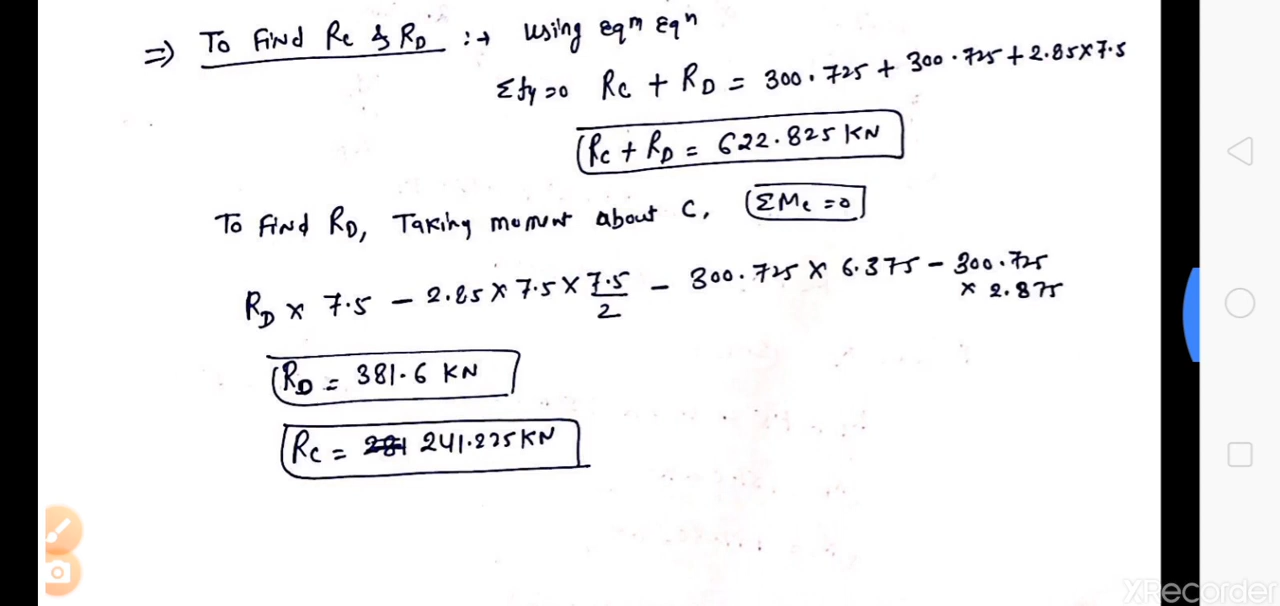 ⇒ To Find Rc & RD :→ using eqm Eqn
Σfy=0 Rc + RD = 300.725 + 300.725 + 2.85×7.5
Rc + RD = 622.825 KN
To find RD, Taking moment about C, ΣMc =0
RD × 7.5 - 2.85 × 7.5 × 7.5/2 - 300.725 × 6.375 - 300.725
× 2.875
RD = 381.6 KN
Rc = 241.225 KN
XRecorder